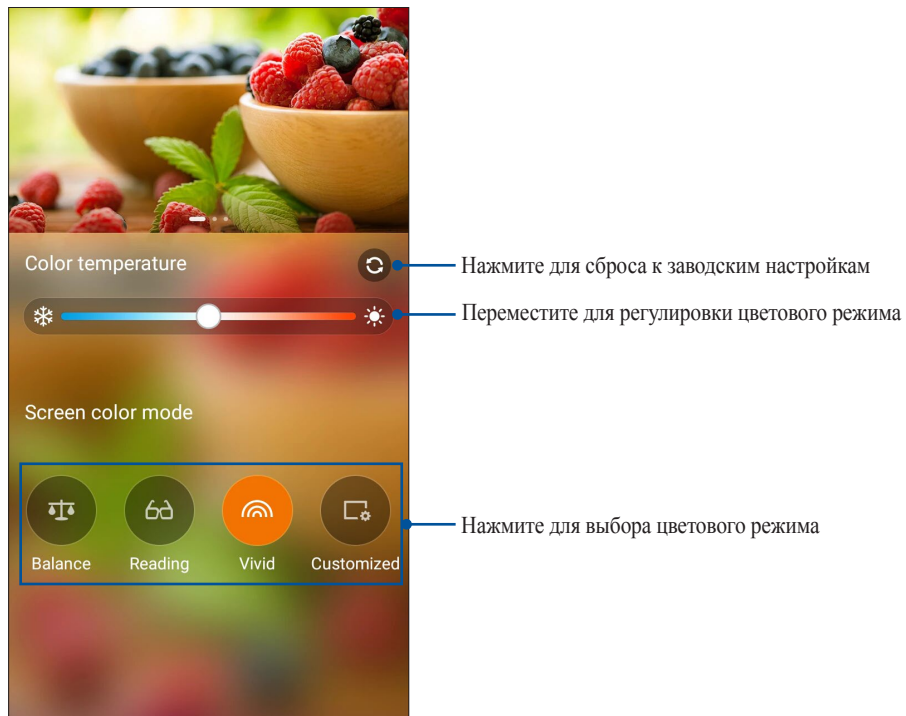 Color temperature
Нажмите для сброса к заводским настройкам
Переместите для регулировки цветового режима
Screen color mode
Нажмите для выбора цветового режима
Balance Reading Vivid Customized